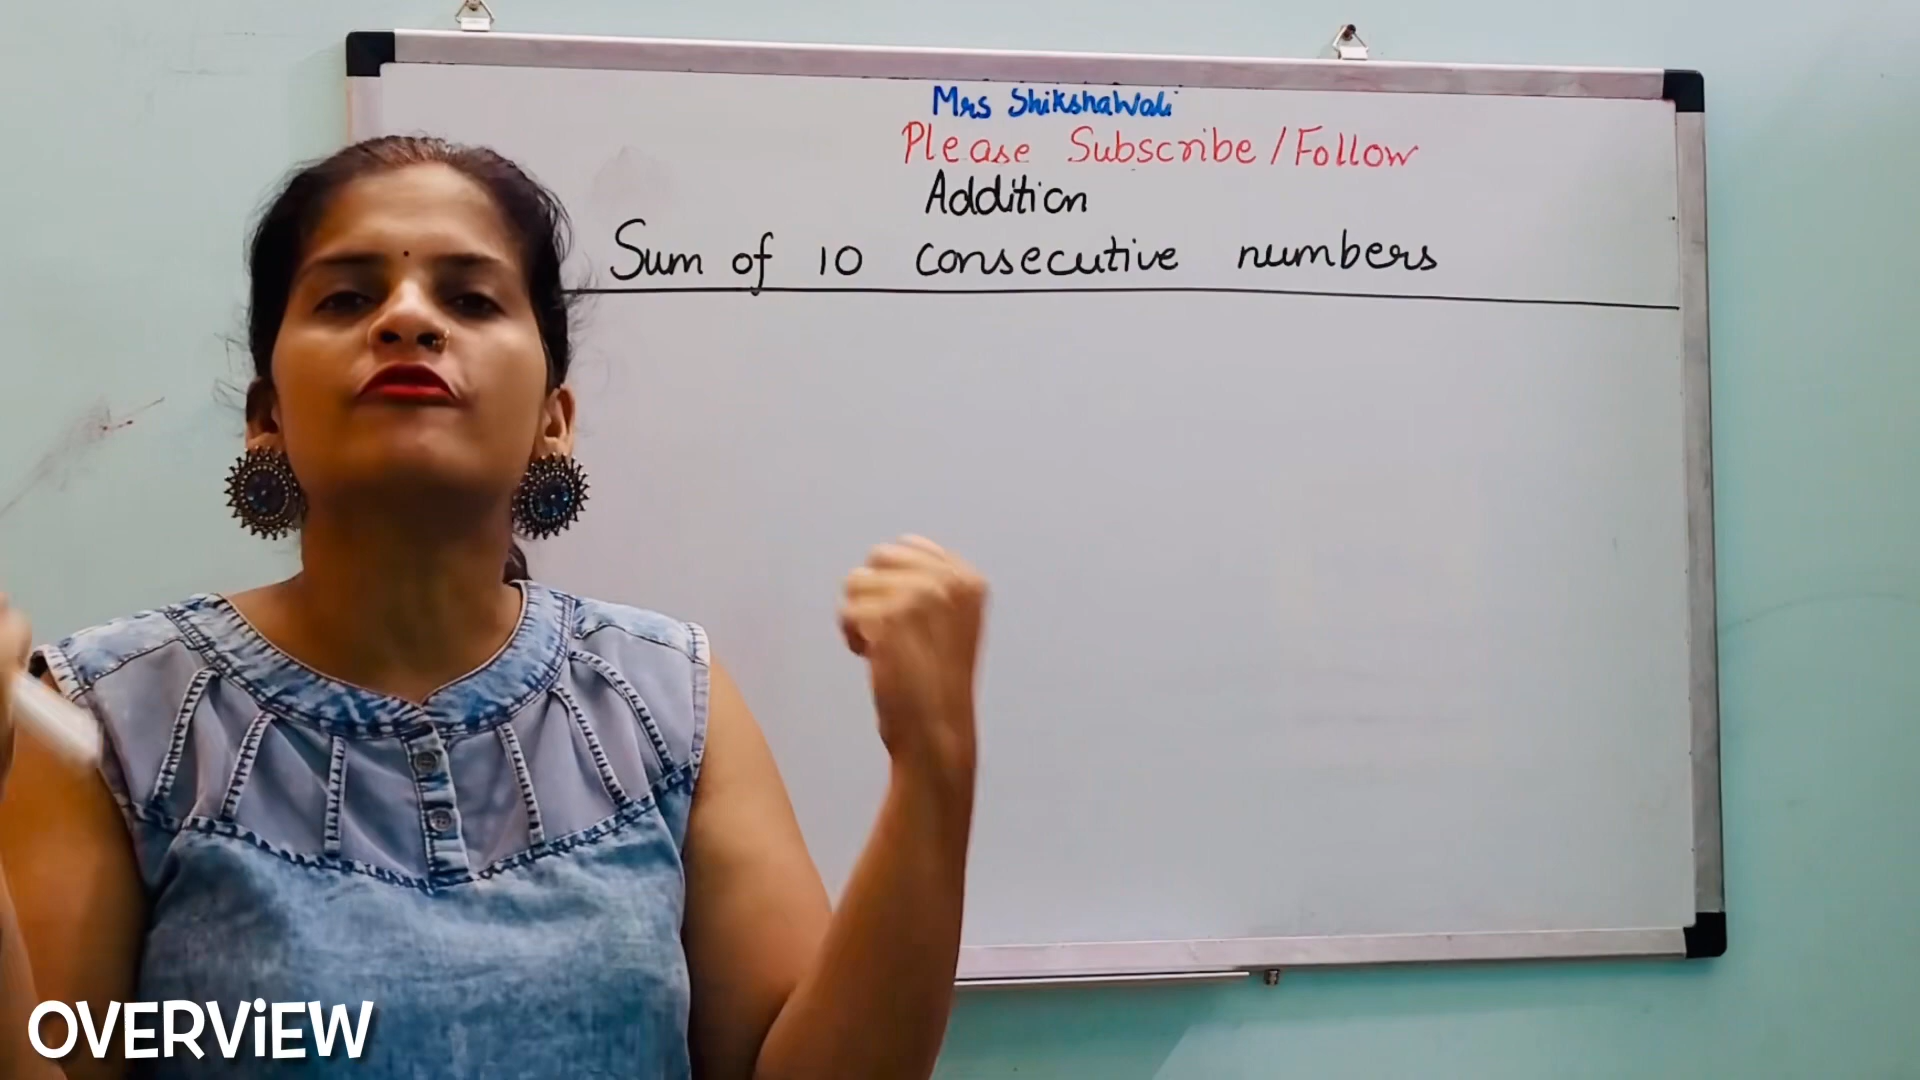 Mrs ShikshaWali
Please Subscribe/Follow
Addition
Sum of 10 consecutive numbers
OVERViEW